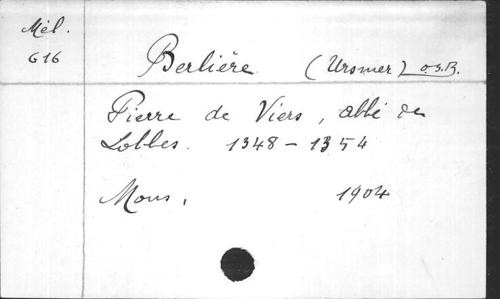 Mél.
616
Berlière (Ursmer) o.s.B.
Pierre de Viers, abbé de
Lobbes. 1348 - 1354
Mons, 1904